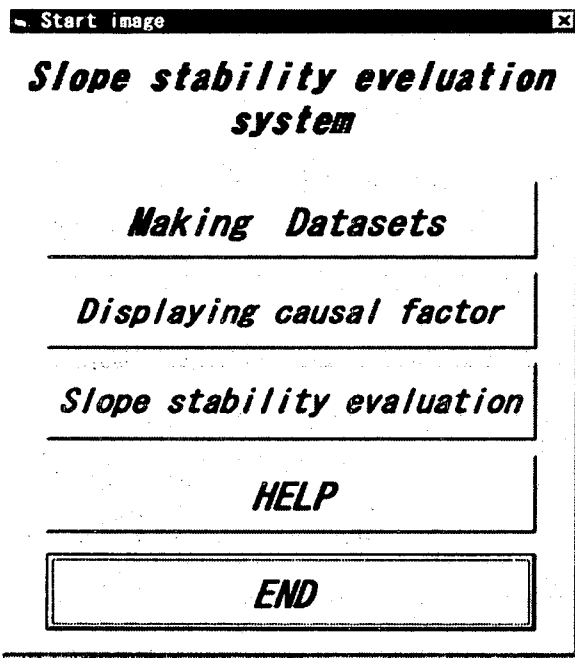 Start image
Slope stability eveluation
system
Making Datasets
Displaying causal factor
Slope stability evaluation
HELP
END